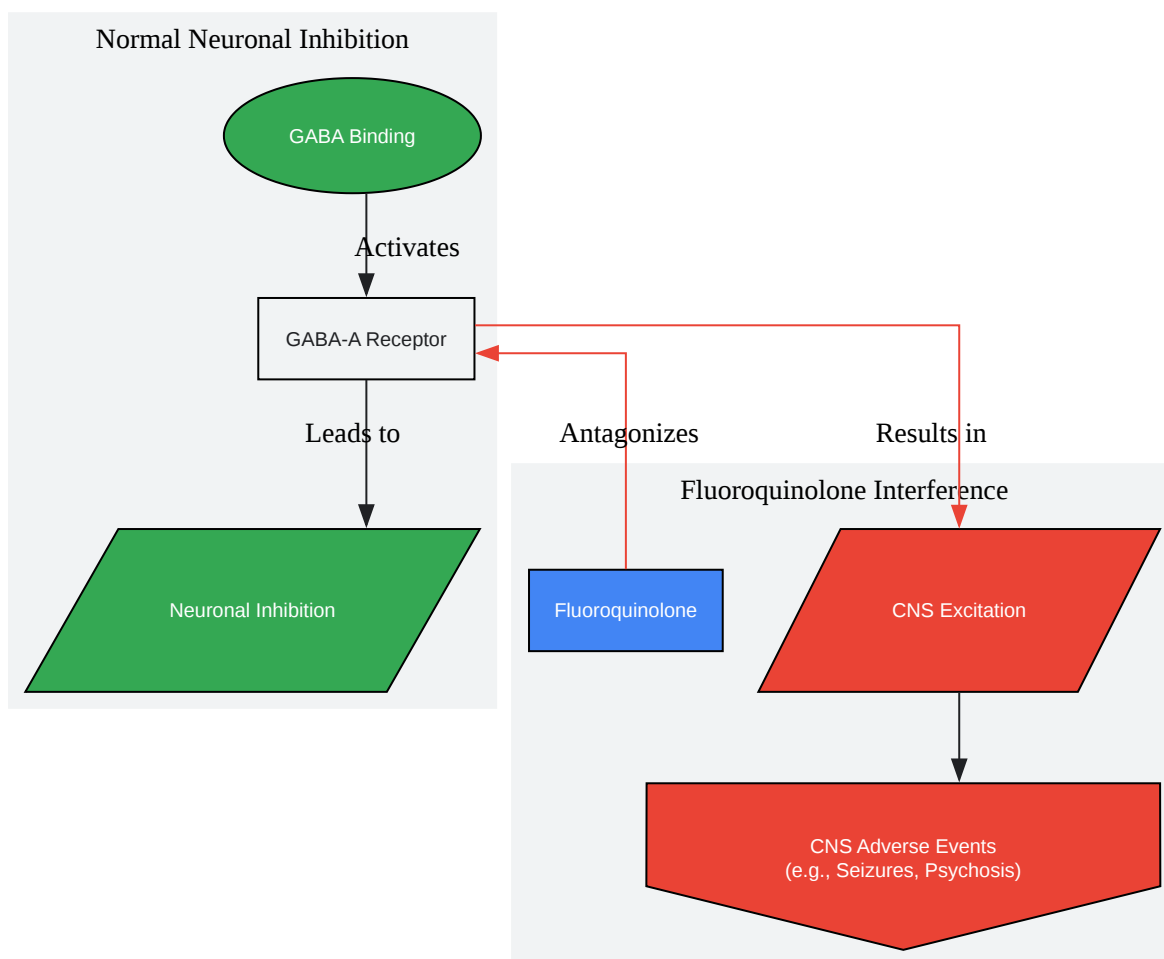 Normal Neuronal Inhibition
GABA Binding
Activates
GABA-A Receptor
Leads to
Antagonizes
Results in
Fluoroquinolone Interference
Neuronal Inhibition
Fluoroquinolone
CNS Excitation
CNS Adverse Events
(e.g., Seizures, Psychosis)